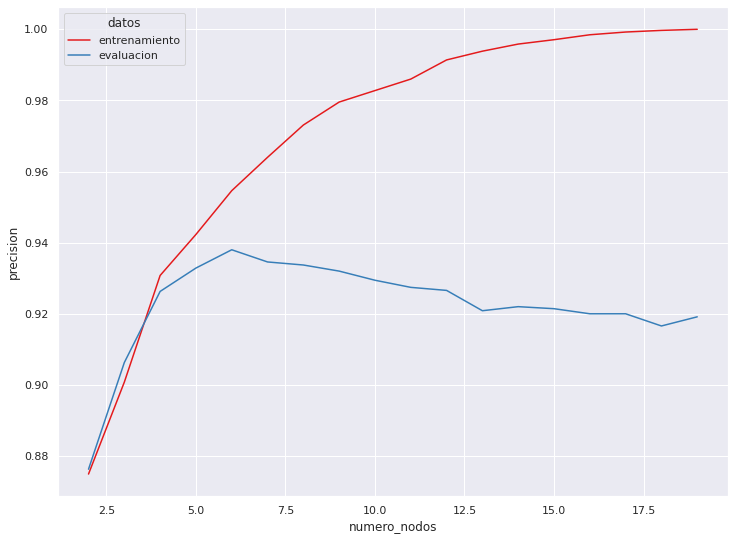 datos
entrenamiento
evaluacion
1.00
0.98
0.96
0.94
0.92
0.90
0.88
precision
2.5
5.0
7.5
10.0
12.5
15.0
17.5
numero_nodos